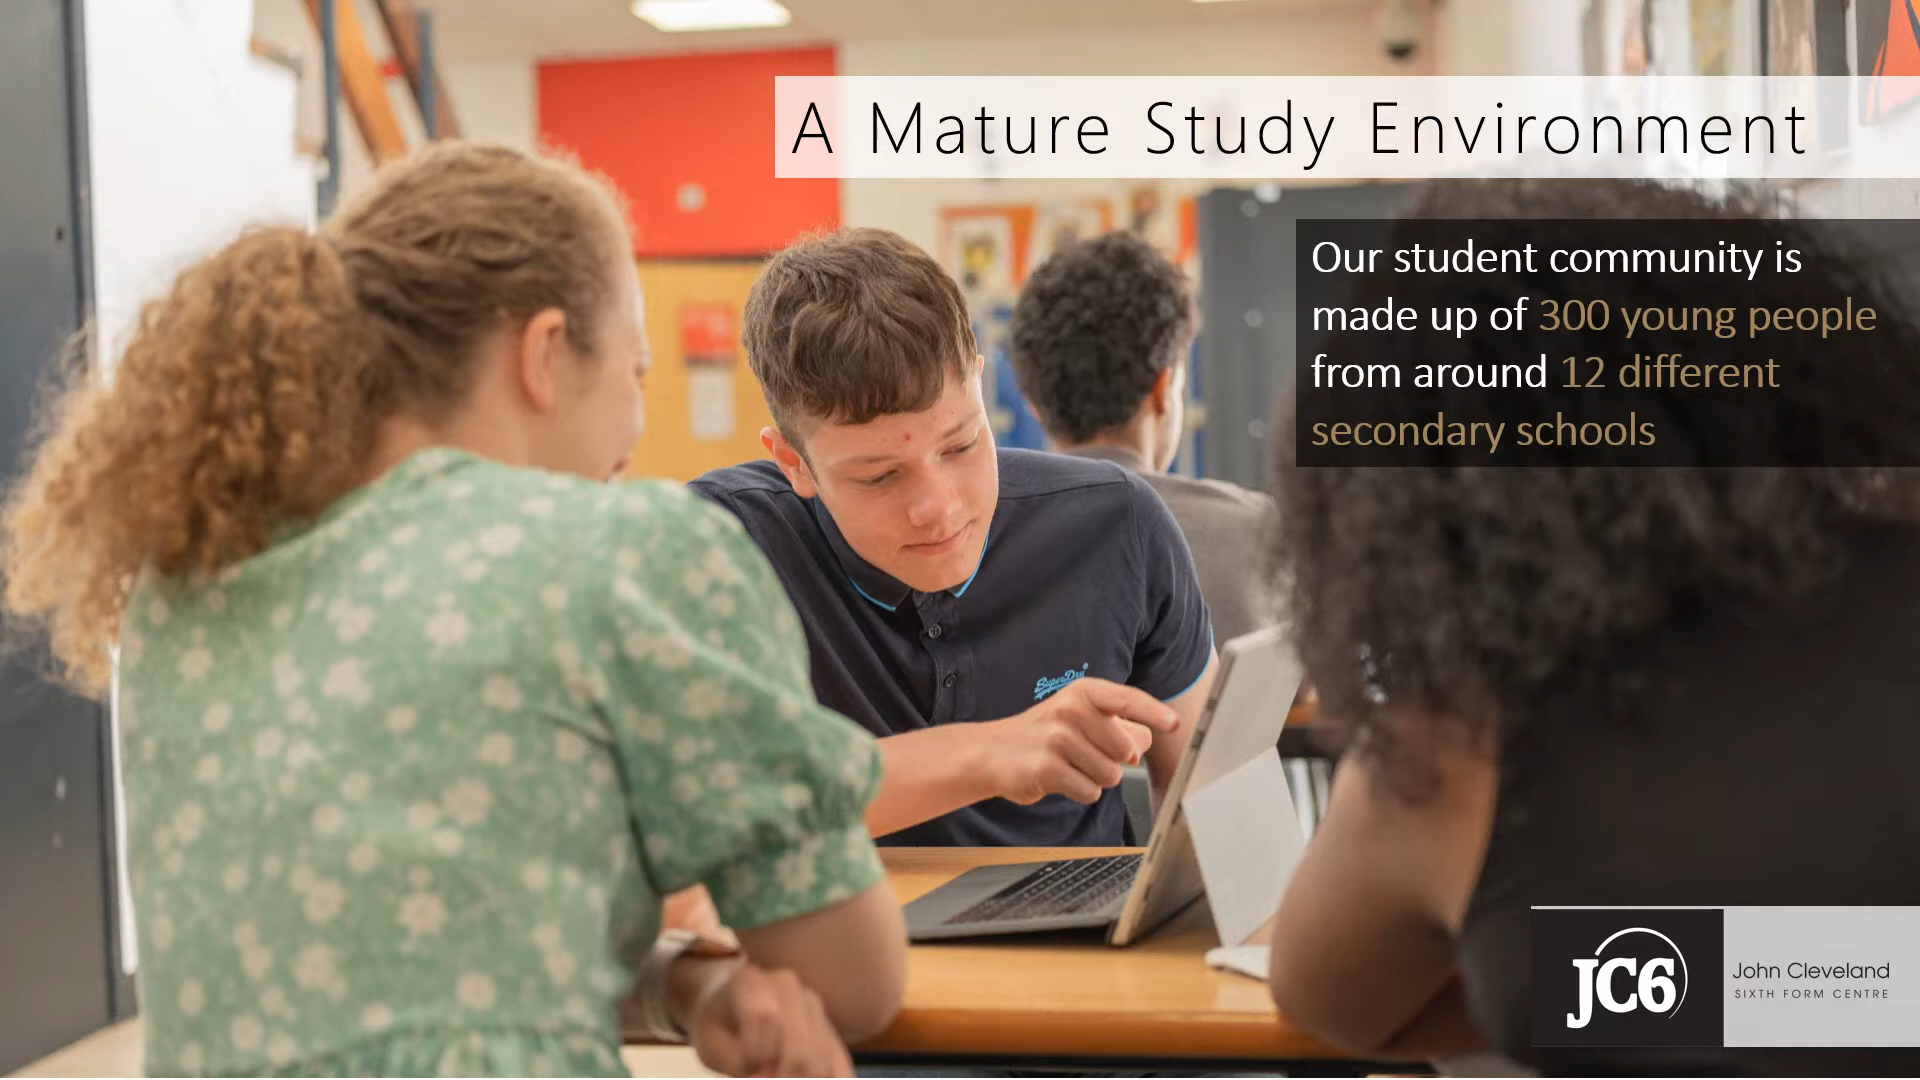 A Mature Study Environment
Our student community is
made up of 300 young people
from around 12 different
secondary schools
SuperDry
JC6
John Cleveland
SIXTH FORM CENTRE